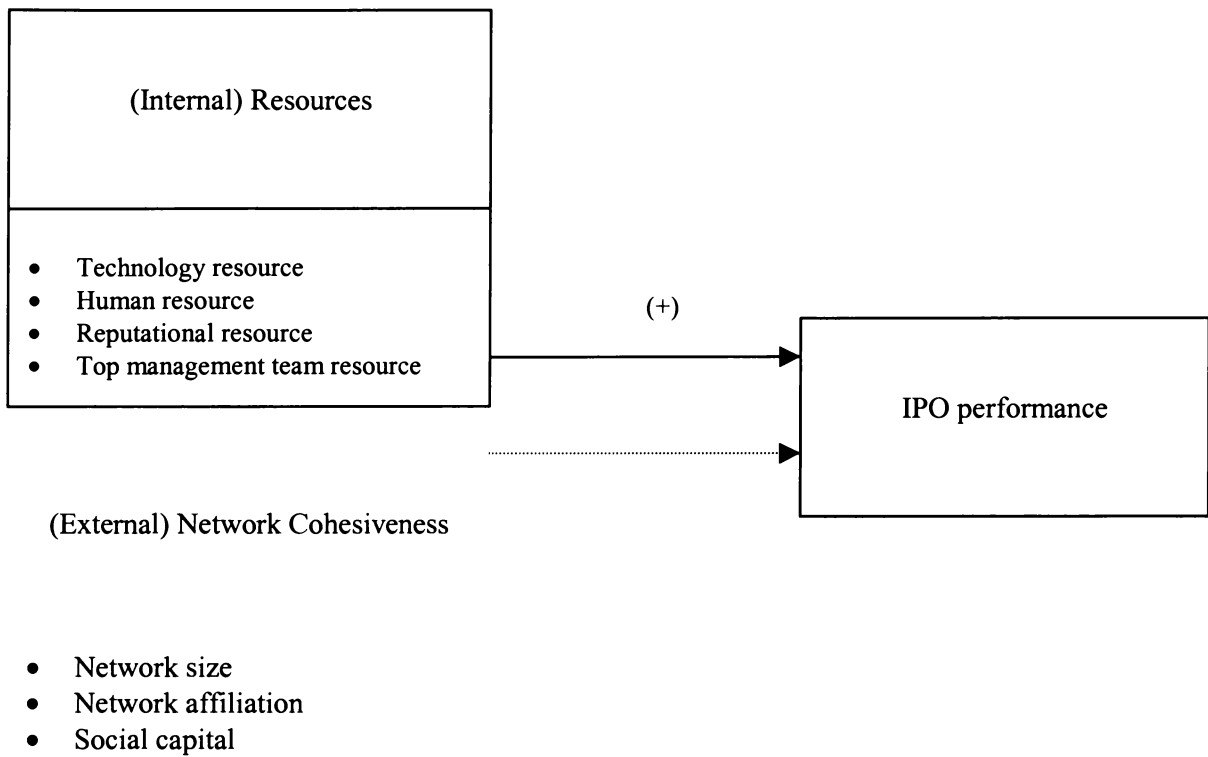 (Internal) Resources
• Technology resource
• Human resource
• Reputational resource
• Top management team resource
(+)
IPO performance
(External) Network Cohesiveness
• Network size
• Network affiliation
• Social capital